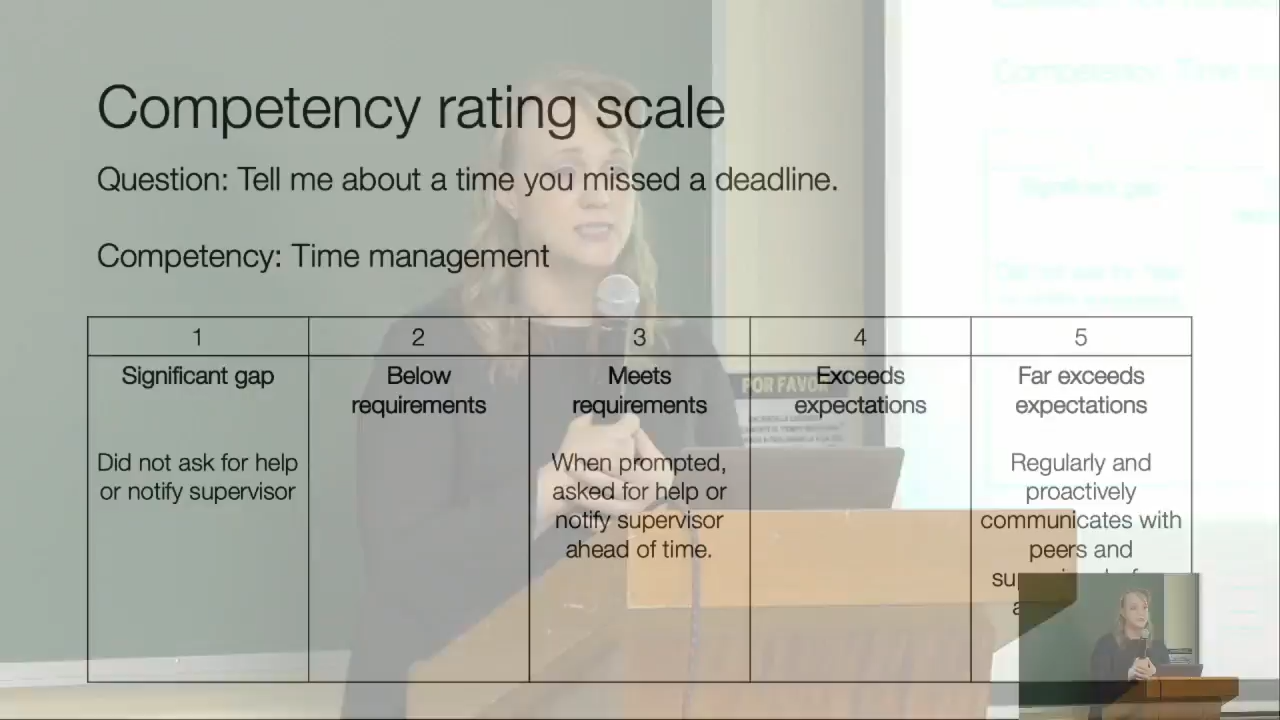 Competency rating scale
Question: Tell me about a time you missed a deadline.
Competency: Time management
1 2 3 4 5
Significant gap
Did not ask for help
or notify supervisor
Below
requirements
Meets
requirements
When prompted,
asked for help or
notify supervisor
ahead of time.
Exceeds
expectations
Far exceeds
expectations
Regularly and
proactively
communicates with
peers and
POR FAVOR